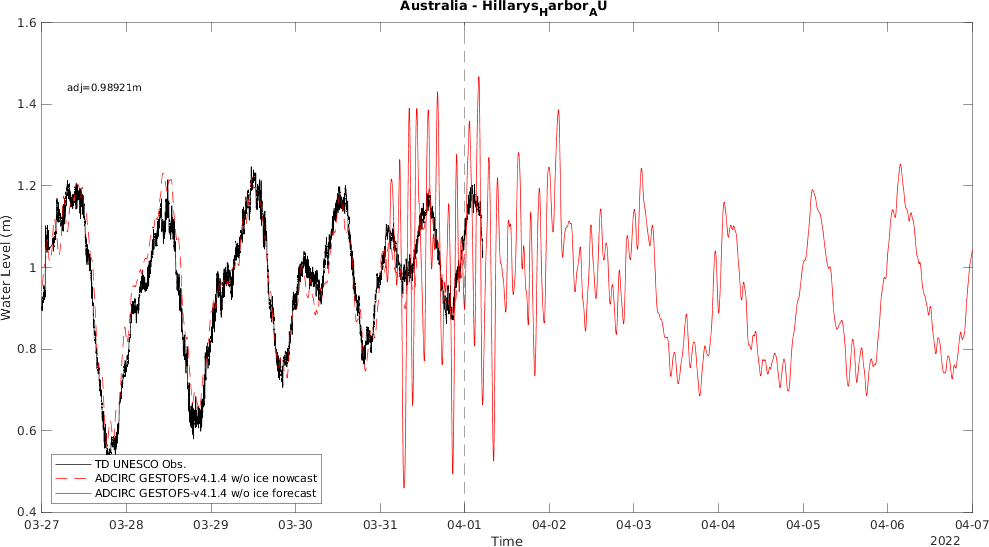 Australia - HillarysHarborAU
1.6
adj=0.98921m
1.4
1.2
1
0.8
0.6
0.4
Water Level (m)
TD UNESCO Obs.
ADCIRC GESTOFS-v4.1.4 w/o ice nowcast
ADCIRC GESTOFS-v4.1.4 w/o ice forecast
03-27 03-28 03-29 03-30 03-31 04-01 04-02 04-03 04-04 04-05 04-06 04-07
Time
2022